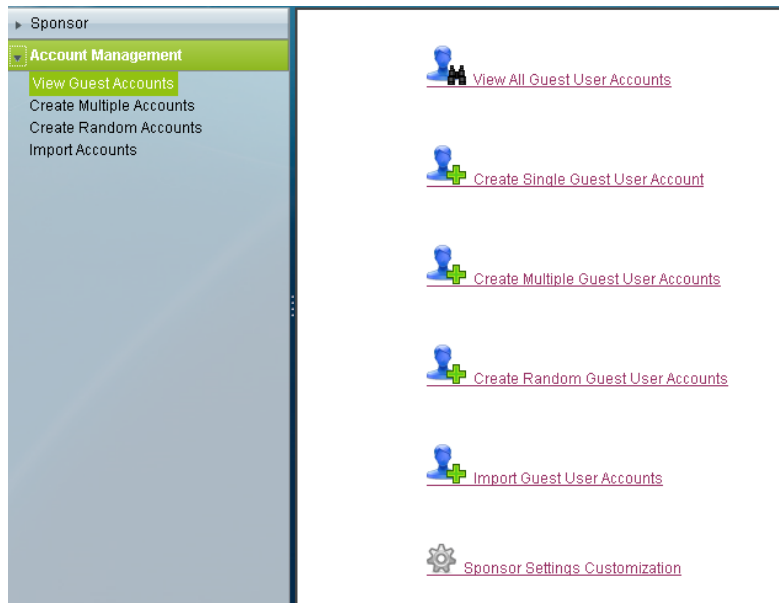 Sponsor
Account Management
View Guest Accounts
Create Multiple Accounts
Create Random Accounts
Import Accounts
View All Guest User Accounts
Create Single Guest User Account
Create Multiple Guest User Accounts
Create Random Guest User Accounts
Import Guest User Accounts
Sponsor Settings Customization